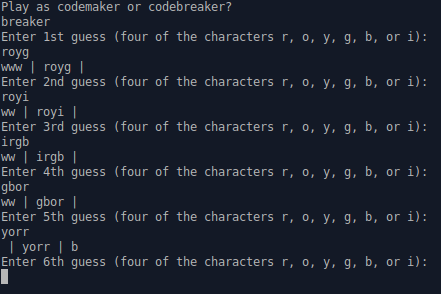 Play as codemaker or codebreaker?
breaker
Enter 1st guess (four of the characters r, o, y, g, b, or i):
royg
www | royg |
Enter 2nd guess (four of the characters r, o, y, g, b, or i):
royi
ww | royi |
Enter 3rd guess (four of the characters r, o, y, g, b, or i):
irgb
ww | irgb |
Enter 4th guess (four of the characters r, o, y, g, b, or i):
gbor
ww | gbor |
Enter 5th guess (four of the characters r, o, y, g, b, or i):
yorr
 | yorr | b
Enter 6th guess (four of the characters r, o, y, g, b, or i):